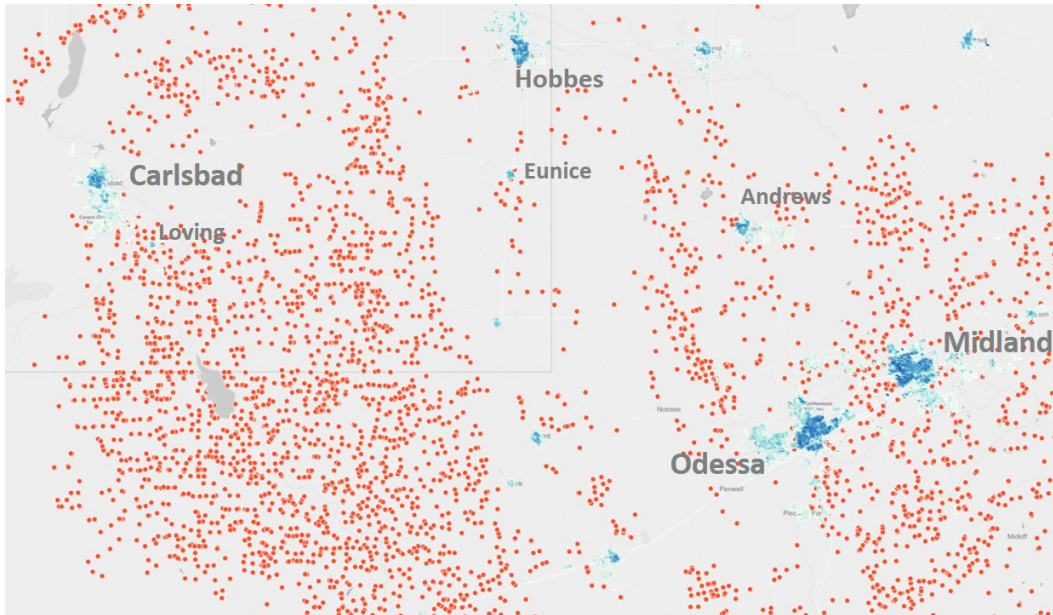 Hobbes
Carlsbad
Eunice
Andrews
Loving
Midland
Notrees
Odessa
Penwell
Midkiff